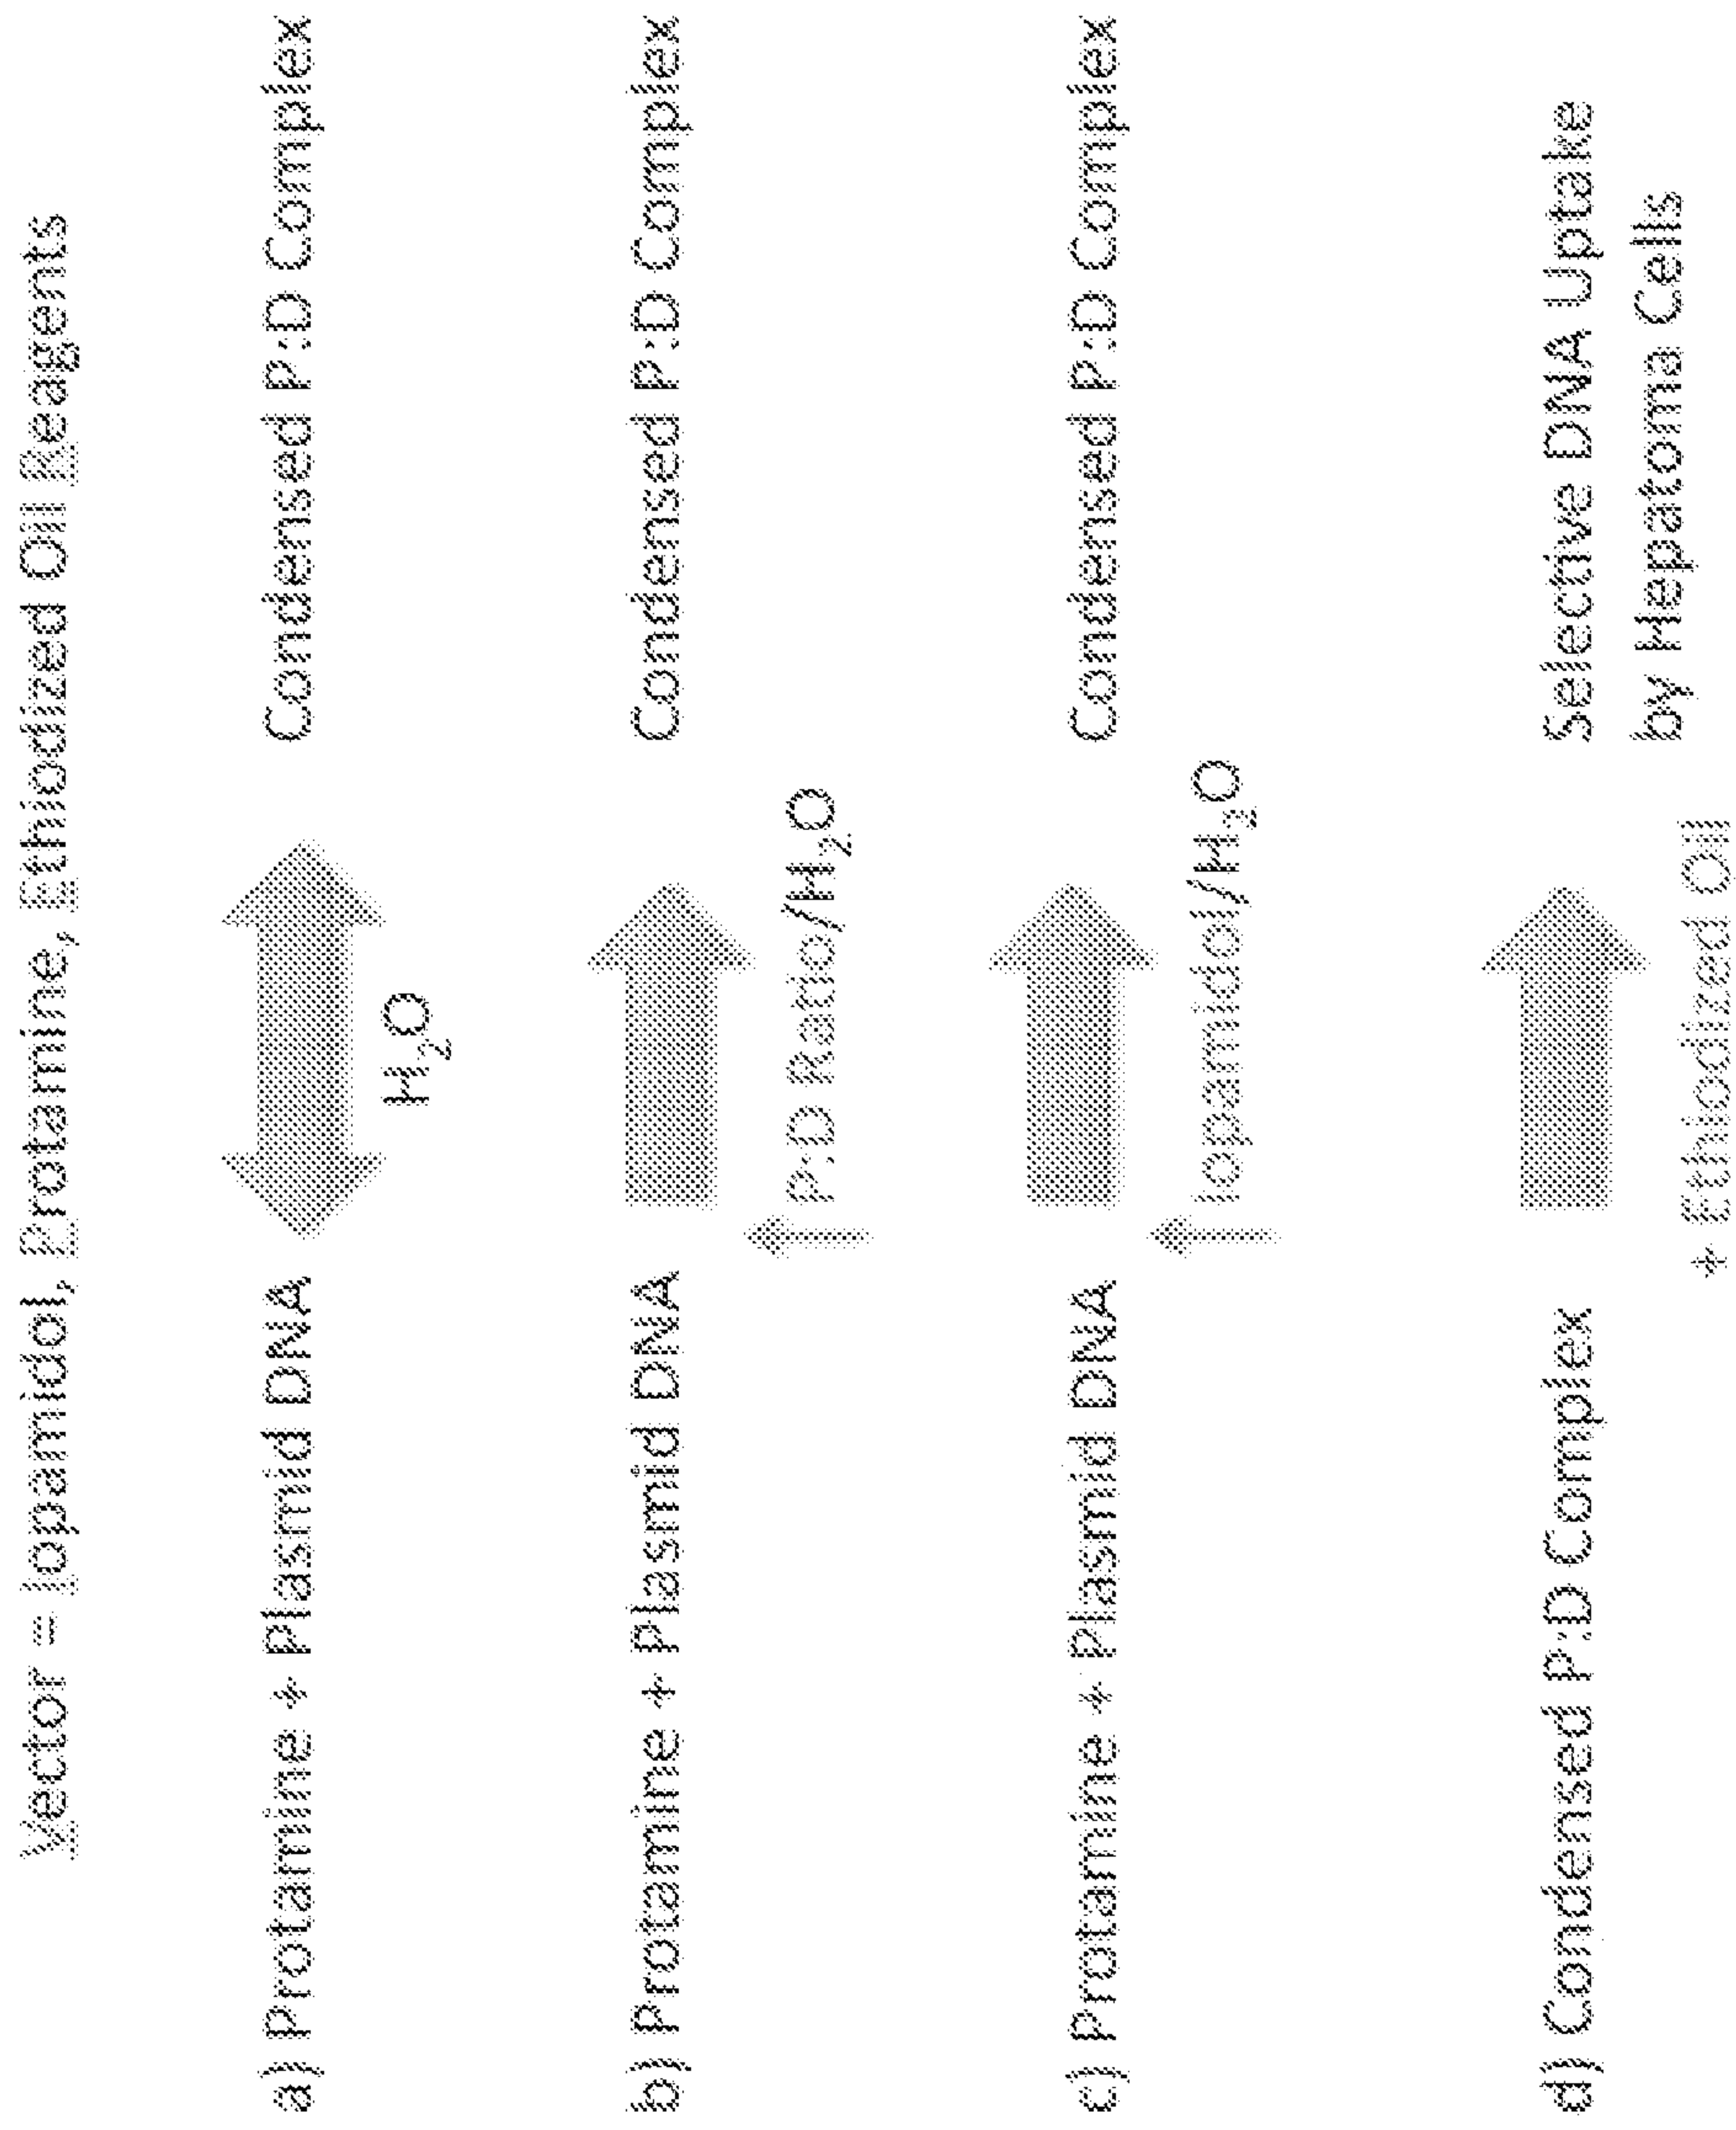 Vector = Iopamidol, Protamine, Ethiodized Oil Reagents
a) Protamine + Plasmid DNA
H₂O
Condensed P:D Complex
b) Protamine + Plasmid DNA
P:D Ratio/H₂O
Condensed P:D Complex
c) Protamine + Plasmid DNA
Iopamidol/H₂O
Condensed P:D Complex
d) Condensed P:D Complex
+ Ethiodized Oil
Selective DNA Uptake
by Hepatoma Cells